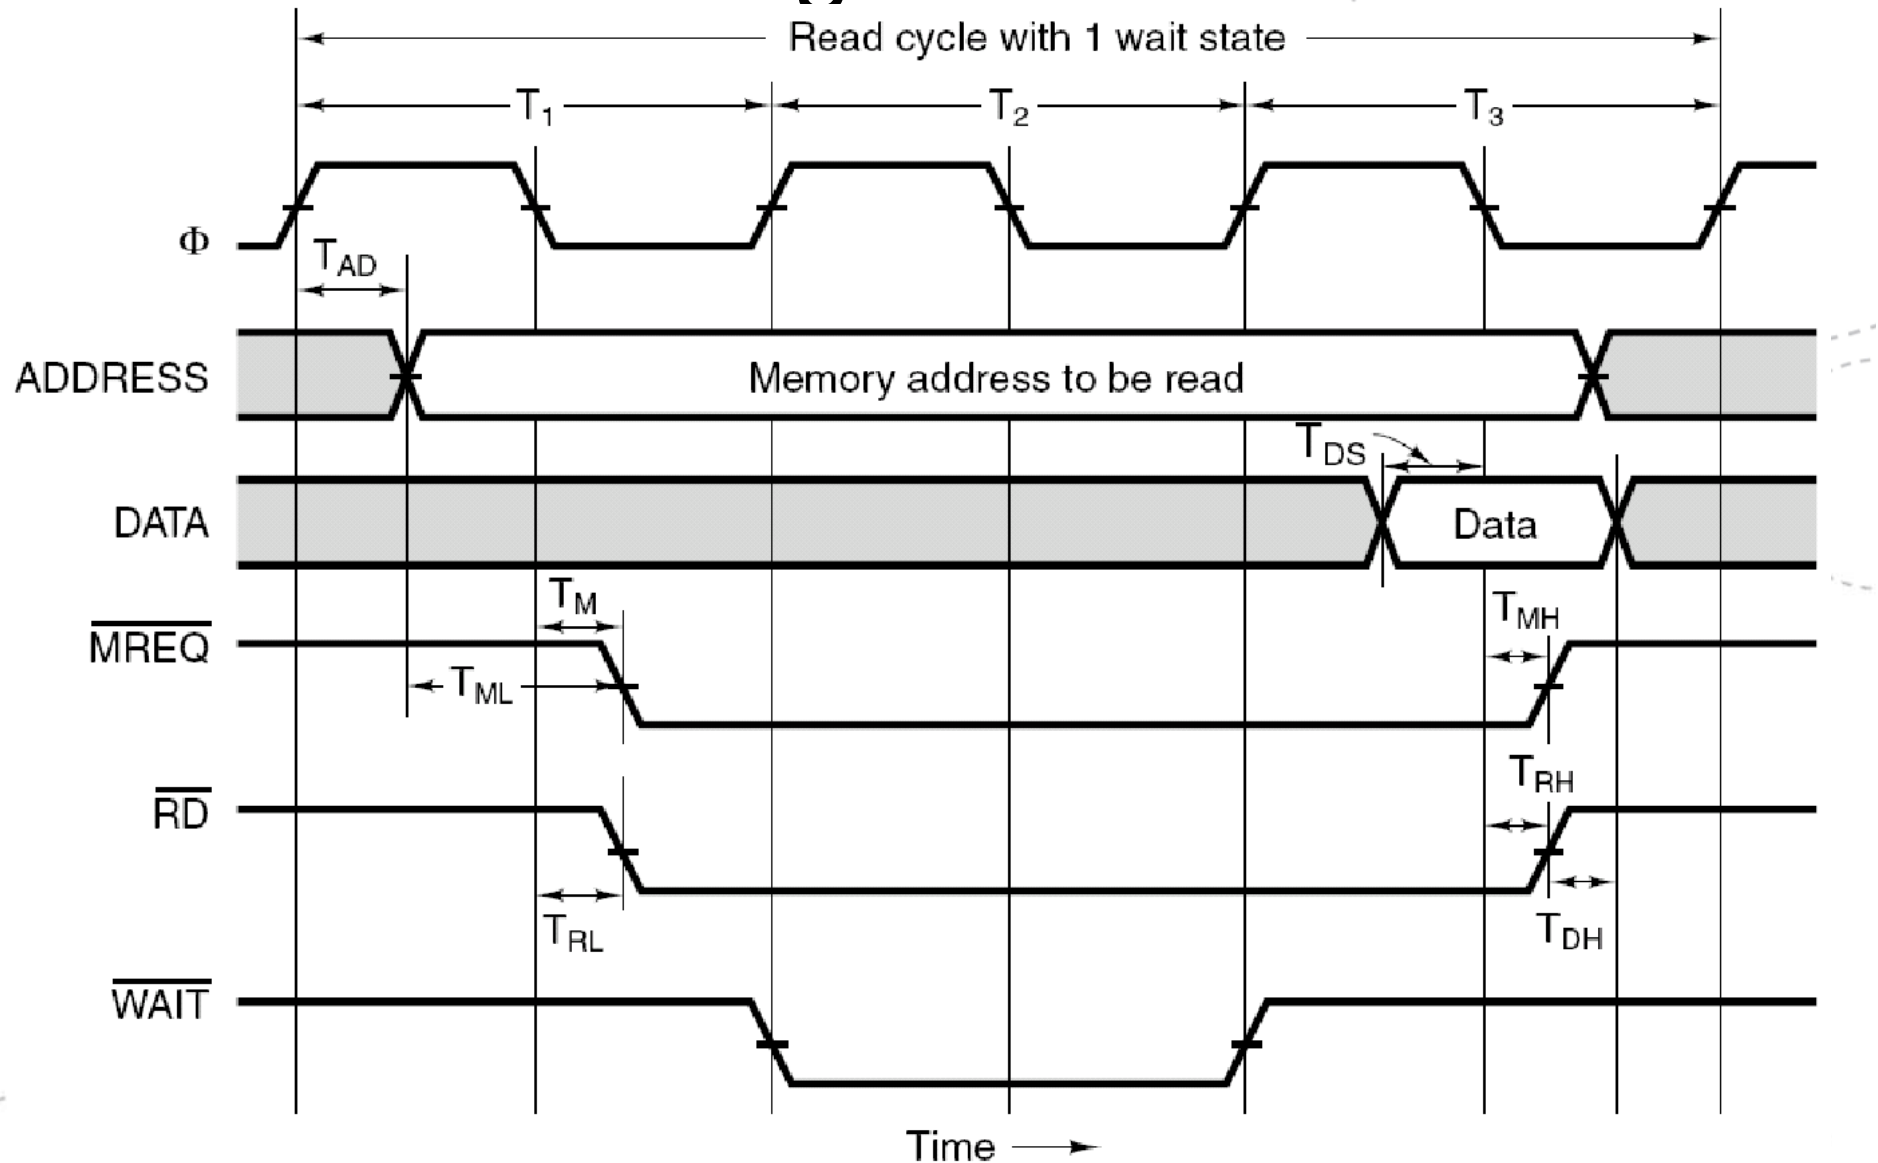 Read cycle with 1 wait state
T1 T2 T3
Φ
TAD
ADDRESS
Memory address to be read
TDS
DATA
Data
TM
TMH
MREQ
TML
TRH
RD
TRL
TDH
WAIT
Time